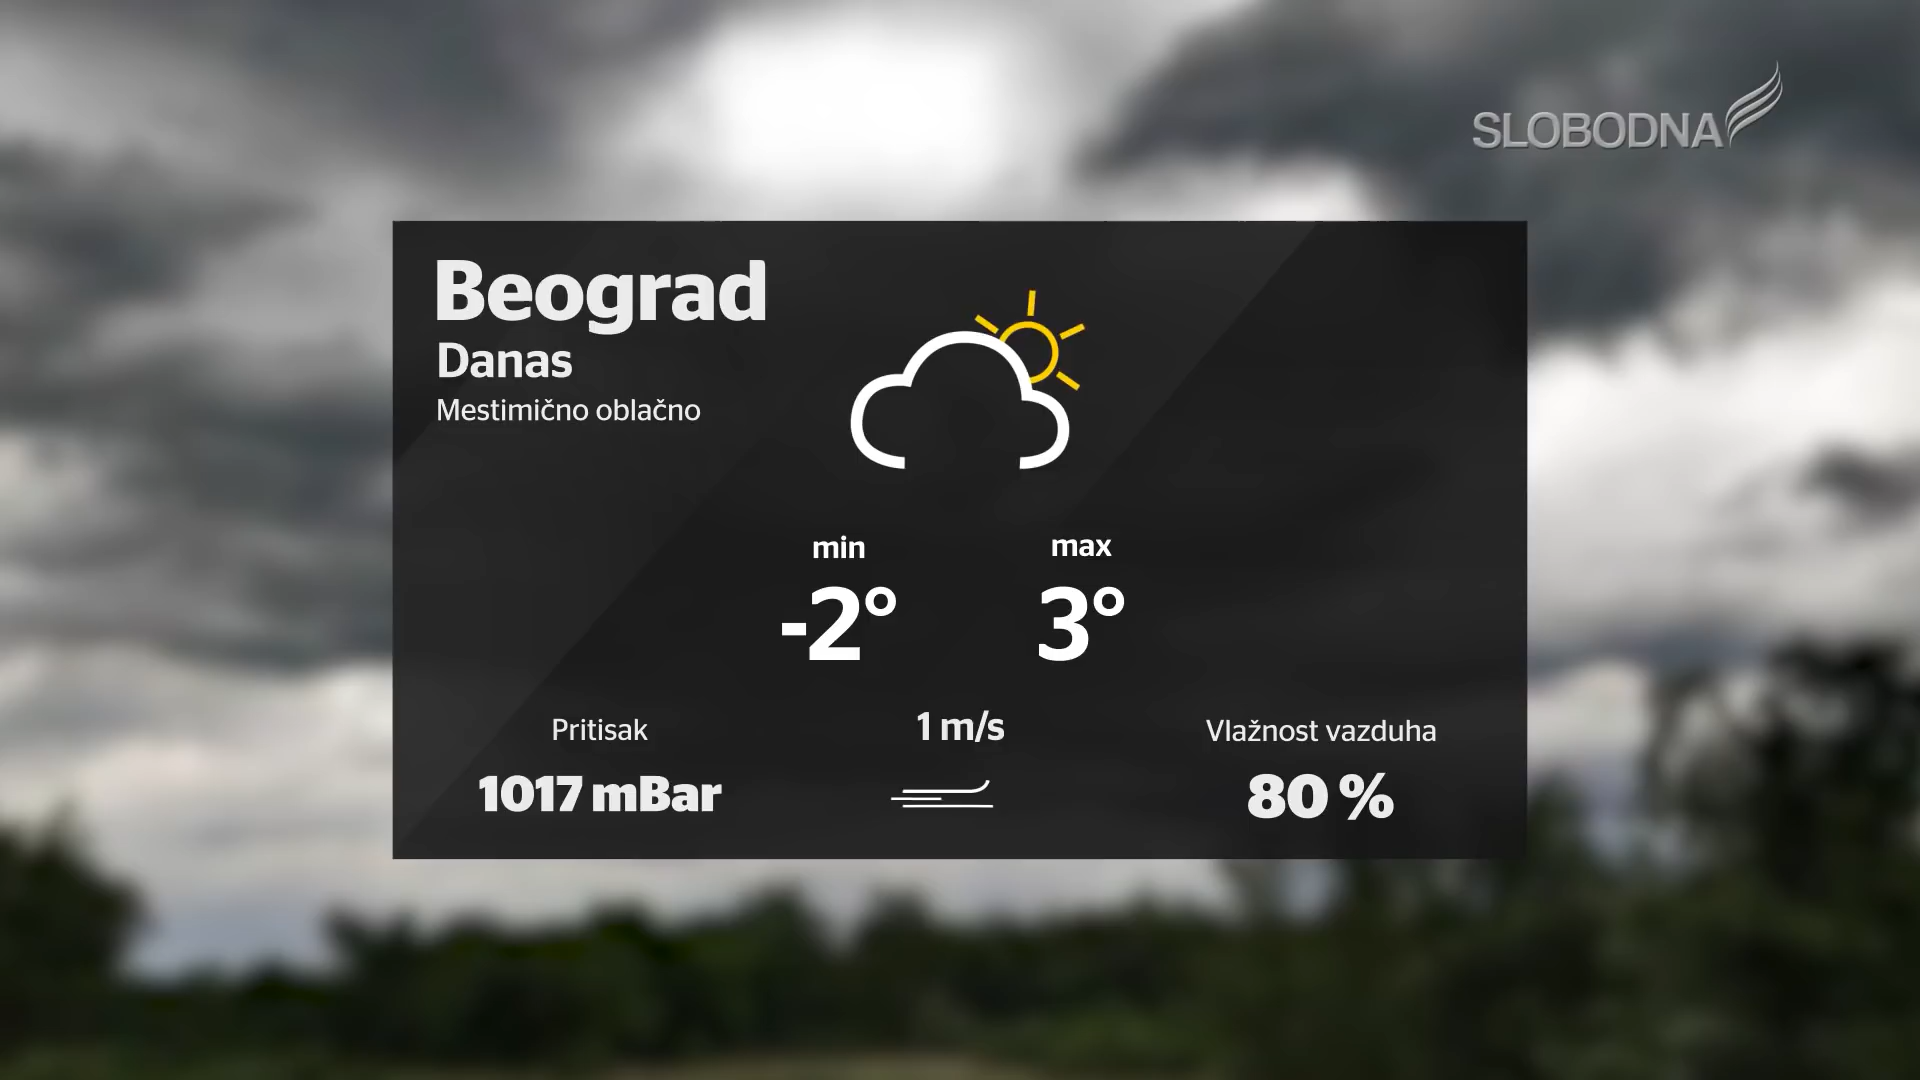 SLOBODNA
Beograd
Danas
Mestimično oblačno
min max
-2° 3°
Pritisak 1 m/s Vlažnost vazduha
1017 mBar 80 %